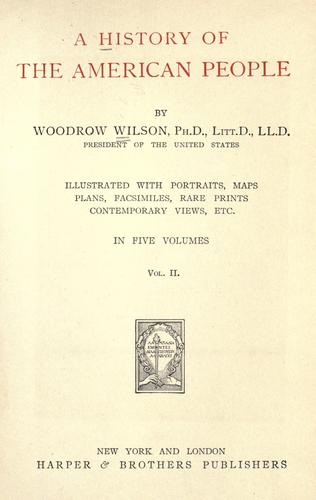 A HISTORY OF
THE AMERICAN PEOPLE
BY
WOODROW WILSON, PH.D., LITT.D., LL.D.
PRESIDENT OF THE UNITED STATES
ILLUSTRATED WITH PORTRAITS, MAPS
PLANS, FACSIMILES, RARE PRINTS
CONTEMPORARY VIEWS, ETC.
IN FIVE VOLUMES
VOL. II.
NEW YORK AND LONDON
HARPER & BROTHERS PUBLISHERS